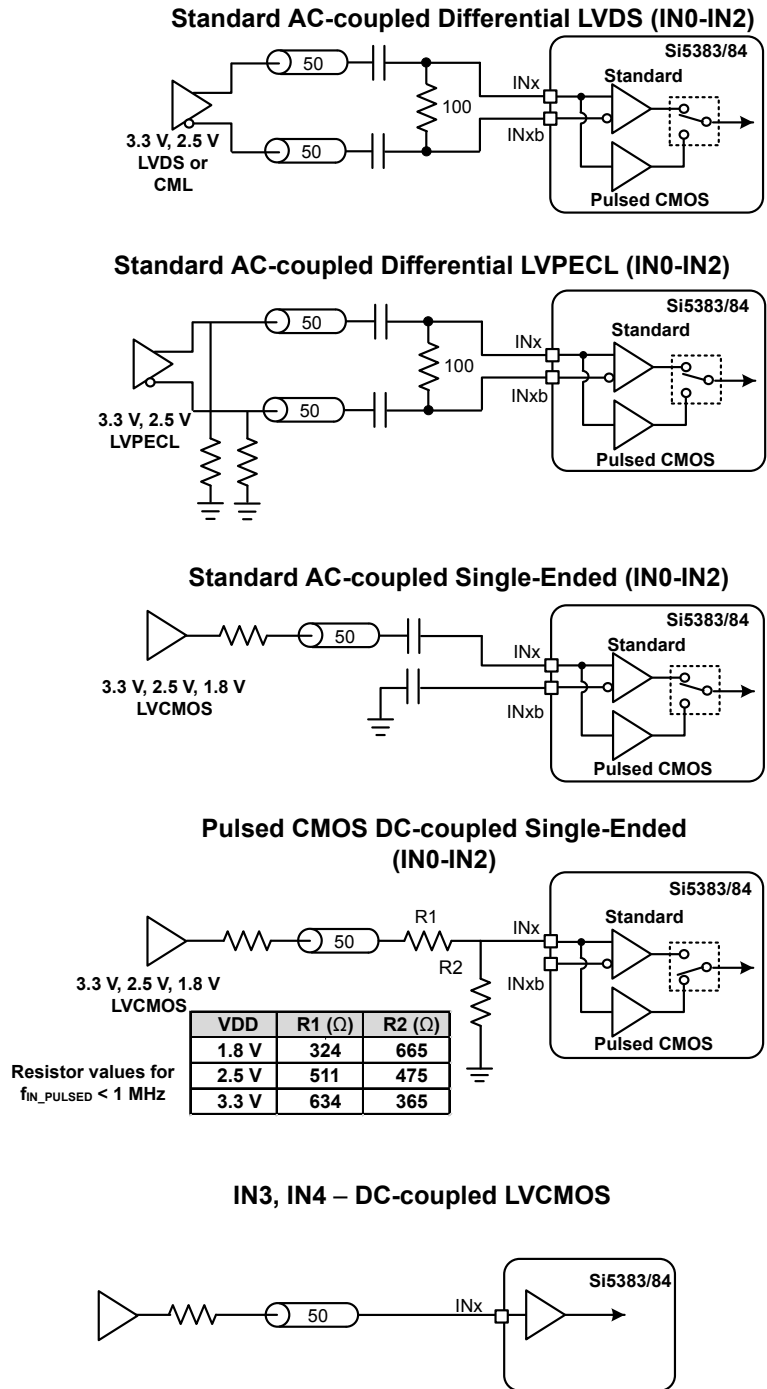 Standard AC-coupled Differential LVDS (IN0-IN2)
Si5383/84
50
Standard
INx
100
3.3 V, 2.5 V
LVDS or
CML
INxb
50
Pulsed CMOS
Standard AC-coupled Differential LVPECL (IN0-IN2)
Si5383/84
50
Standard
INx
100
INxb
3.3 V, 2.5 V
LVPECL
50
Pulsed CMOS
Standard AC-coupled Single-Ended (IN0-IN2)
Si5383/84
50
Standard
INx
3.3 V, 2.5 V, 1.8 V
LVCMOS
INxb
Pulsed CMOS
Pulsed CMOS DC-coupled Single-Ended
(IN0-IN2)
Si5383/84
R1
Standard
INx
50
R2
INxb
3.3 V, 2.5 V, 1.8 V
LVCMOS
Pulsed CMOS
VDD R1 (Ω) R2 (Ω)
1.8 V 324 665
2.5 V 511 475
3.3 V 634 365
Resistor values for
fIN_PULSED < 1 MHz
IN3, IN4 – DC-coupled LVCMOS
Si5383/84
50
INx